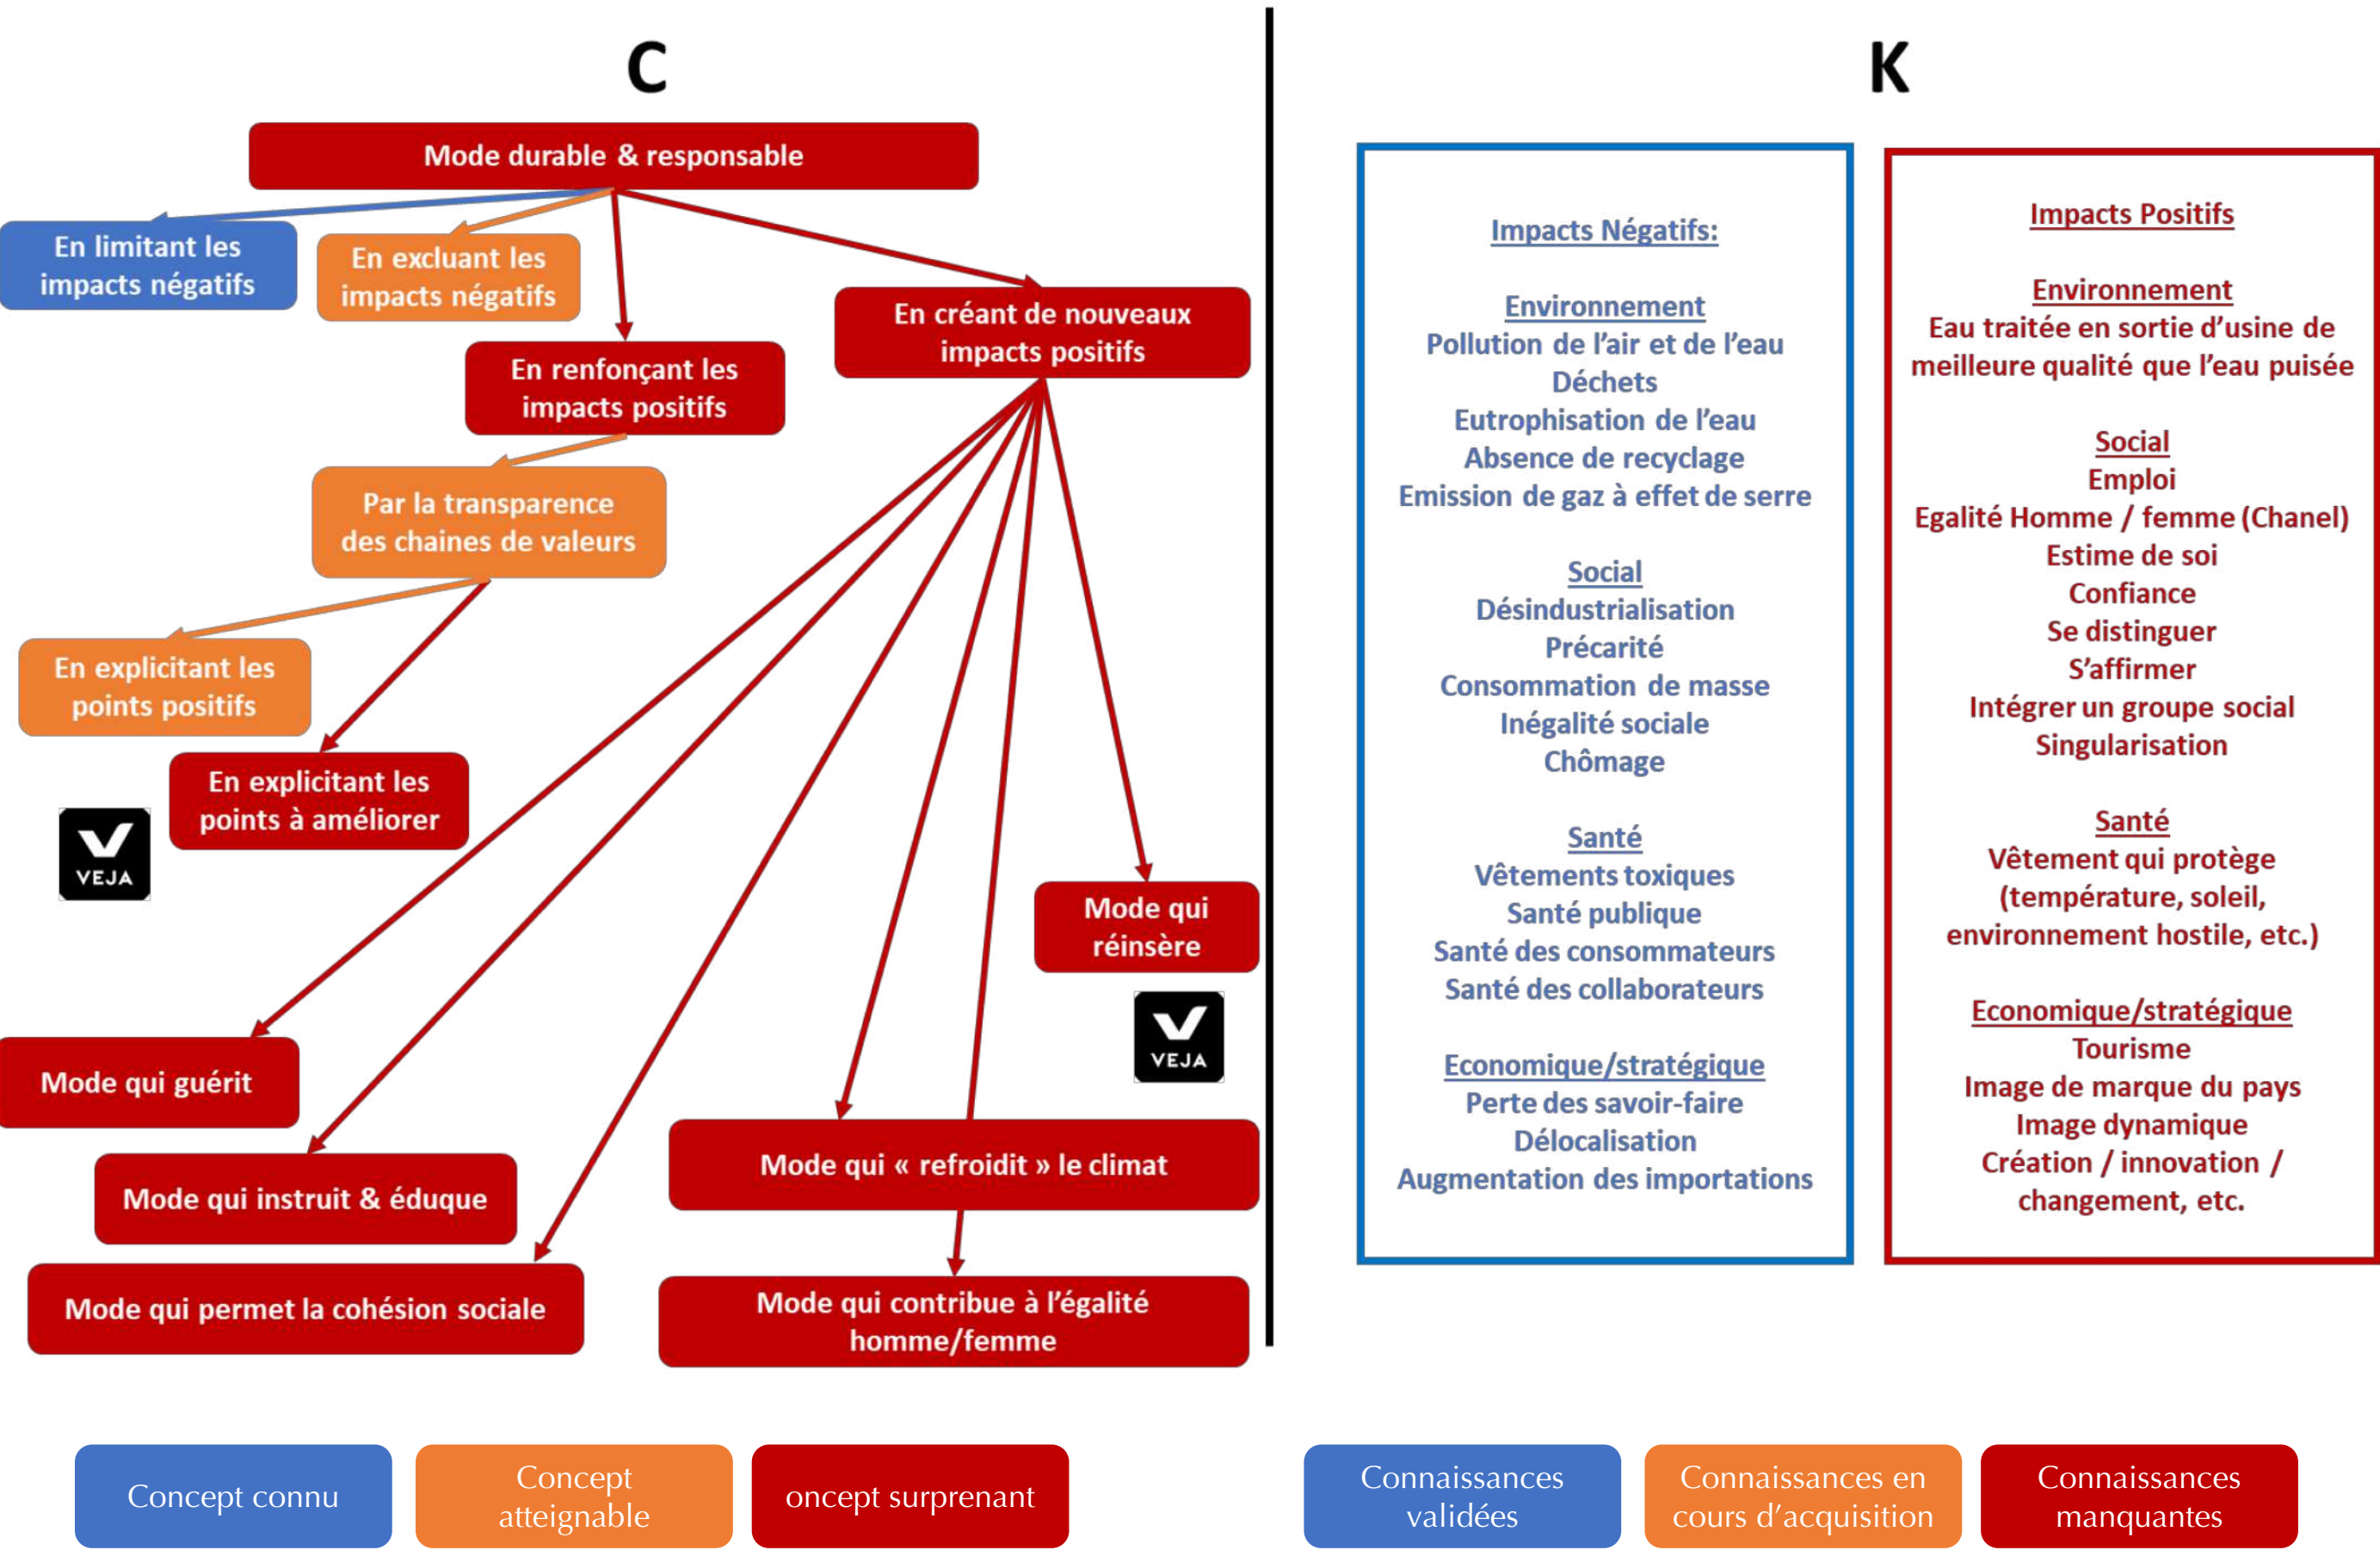 C
Mode durable & responsable
En limitant les
impacts négatifs
En excluant les
impacts négatifs
En renfonçant les
impacts positifs
En créant de nouveaux
impacts positifs
Par la transparence
des chaines de valeurs
En explicitant les
points positifs
En explicitant les
points à améliorer
VEJA
Mode qui
réinsère
VEJA
Mode qui guérit
Mode qui instruit & éduque
Mode qui permet la cohésion sociale
Mode qui « refroidit » le climat
Mode qui contribue à l’égalité
homme/femme
K
Impacts Négatifs:
Environnement
Pollution de l’air et de l’eau
Déchets
Eutrophisation de l’eau
Absence de recyclage
Emission de gaz à effet de serre
Social
Désindustrialisation
Précarité
Consommation de masse
Inégalité sociale
Chômage
Santé
Vêtements toxiques
Santé publique
Santé des consommateurs
Santé des collaborateurs
Economique/stratégique
Perte des savoir-faire
Délocalisation
Augmentation des importations
Impacts Positifs
Environnement
Eau traitée en sortie d’usine de
meilleure qualité que l’eau puisée
Social
Emploi
Egalité Homme / femme (Chanel)
Estime de soi
Confiance
Se distinguer
S’affirmer
Intégrer un groupe social
Singularisation
Santé
Vêtement qui protège
(température, soleil,
environnement hostile, etc.)
Economique/stratégique
Tourisme
Image de marque du pays
Image dynamique
Création / innovation /
changement, etc.
Concept connu
Concept
atteignable
oncept surprenant
Connaissances
validées
Connaissances en
cours d’acquisition
Connaissances
manquantes